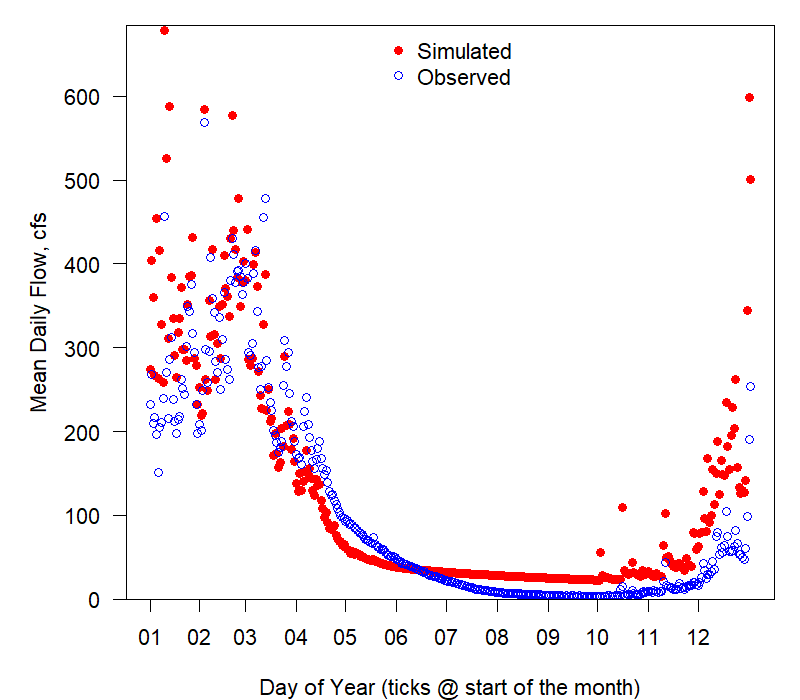 Simulated
Observed
Mean Daily Flow, cfs
600
500
400
300
200
100
0
01 02 03 04 05 06 07 08 09 10 11 12
Day of Year (ticks @ start of the month)